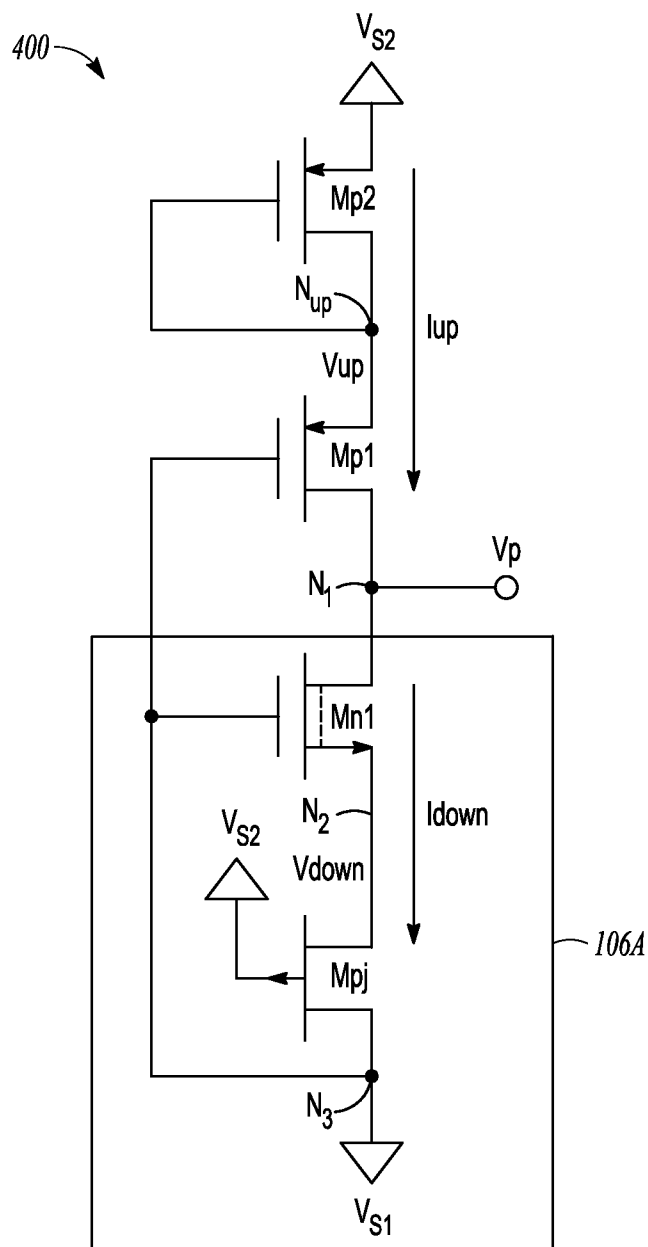 400
V_S2
Mp2
N_up
Iup
Vup
Mp1
Vp
N_1
Mn1
N_2
Idown
V_S2
Vdown
106A
Mpj
N_3
V_S1